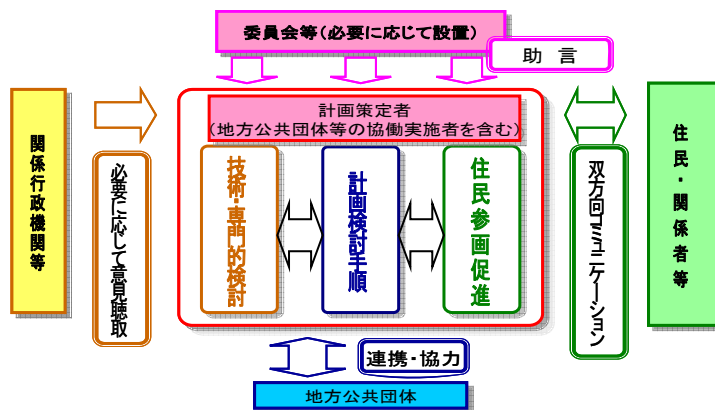 委員会等(必要に応じて設置)
助 言
計画策定者
(地方公共団体等の協働実施者を含む)
関係行政機関等
必要に応じて意見聴取
技術・専門的検討
計画検討手順
住民参画促進
双方向コミュニケーション
住民・関係者等
連携・協力
地方公共団体